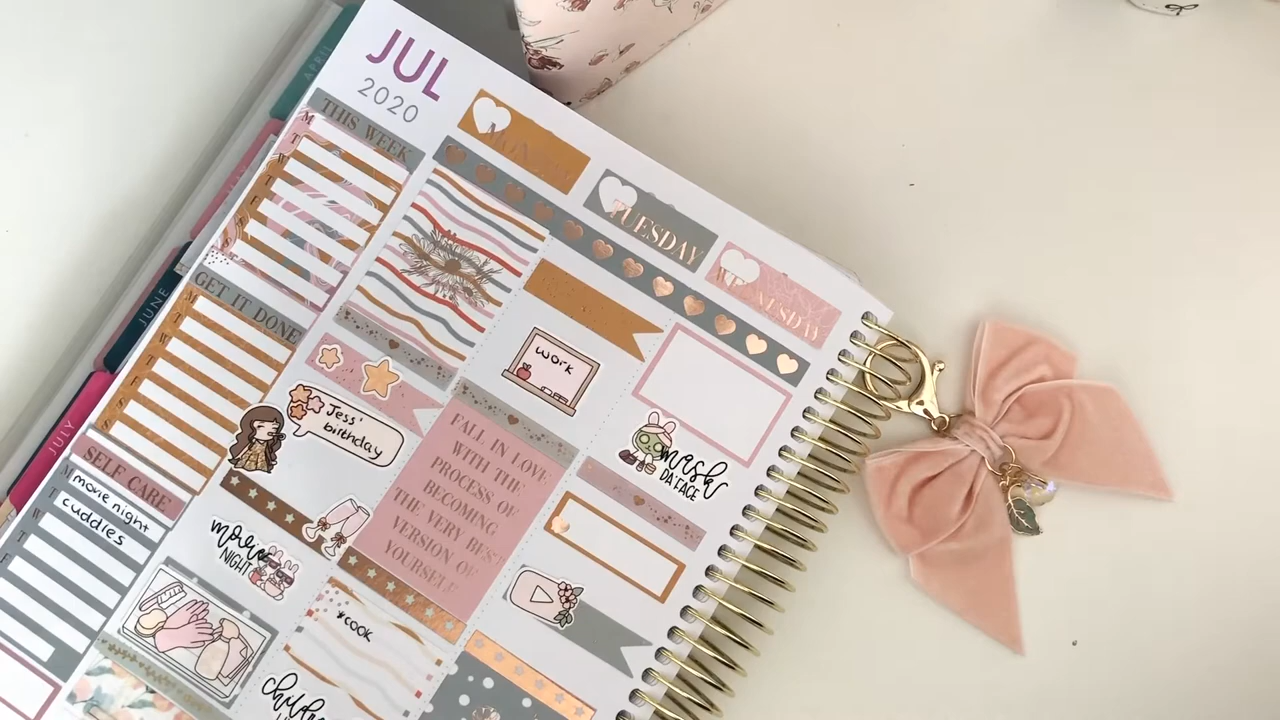 APRIL
JUNE
JULY
JUL
2020
THIS WEEK
M
T
W
T
F
S
S
GET IT DONE
M
T
W
T
F
S
S
SELF CARE
M
T
W
T
F
movie night
cuddles
MONDAY
TUESDAY
WEDNESDAY
Jess'
birthday
movie
NIGHT
work
FALL IN LOVE
WITH THE
PROCESS OF
BECOMING
THE VERY BEST
VERSION OF
YOURSELF
*COOK
mask
DA FACE